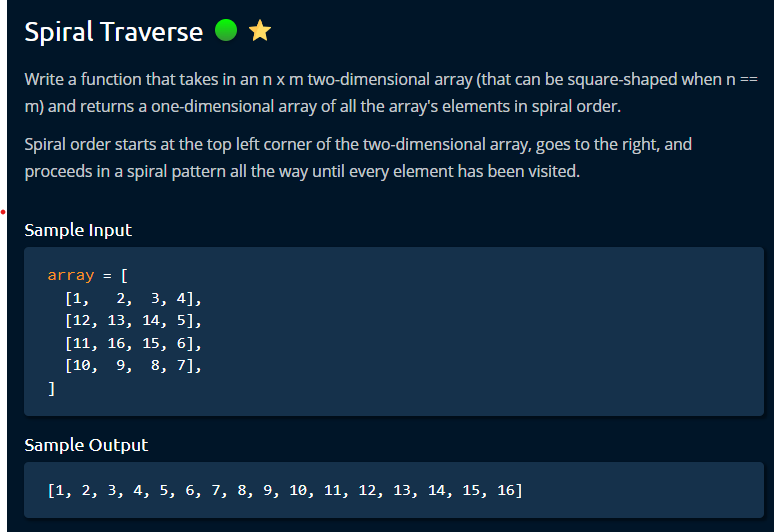 Spiral Traverse
Write a function that takes in an n x m two-dimensional array (that can be square-shaped when n ==
m) and returns a one-dimensional array of all the array's elements in spiral order.
Spiral order starts at the top left corner of the two-dimensional array, goes to the right, and
proceeds in a spiral pattern all the way until every element has been visited.
Sample Input
array = [
  [1,   2,  3, 4],
  [12, 13, 14, 5],
  [11, 16, 15, 6],
  [10,  9,  8, 7],
]
Sample Output
[1, 2, 3, 4, 5, 6, 7, 8, 9, 10, 11, 12, 13, 14, 15, 16]